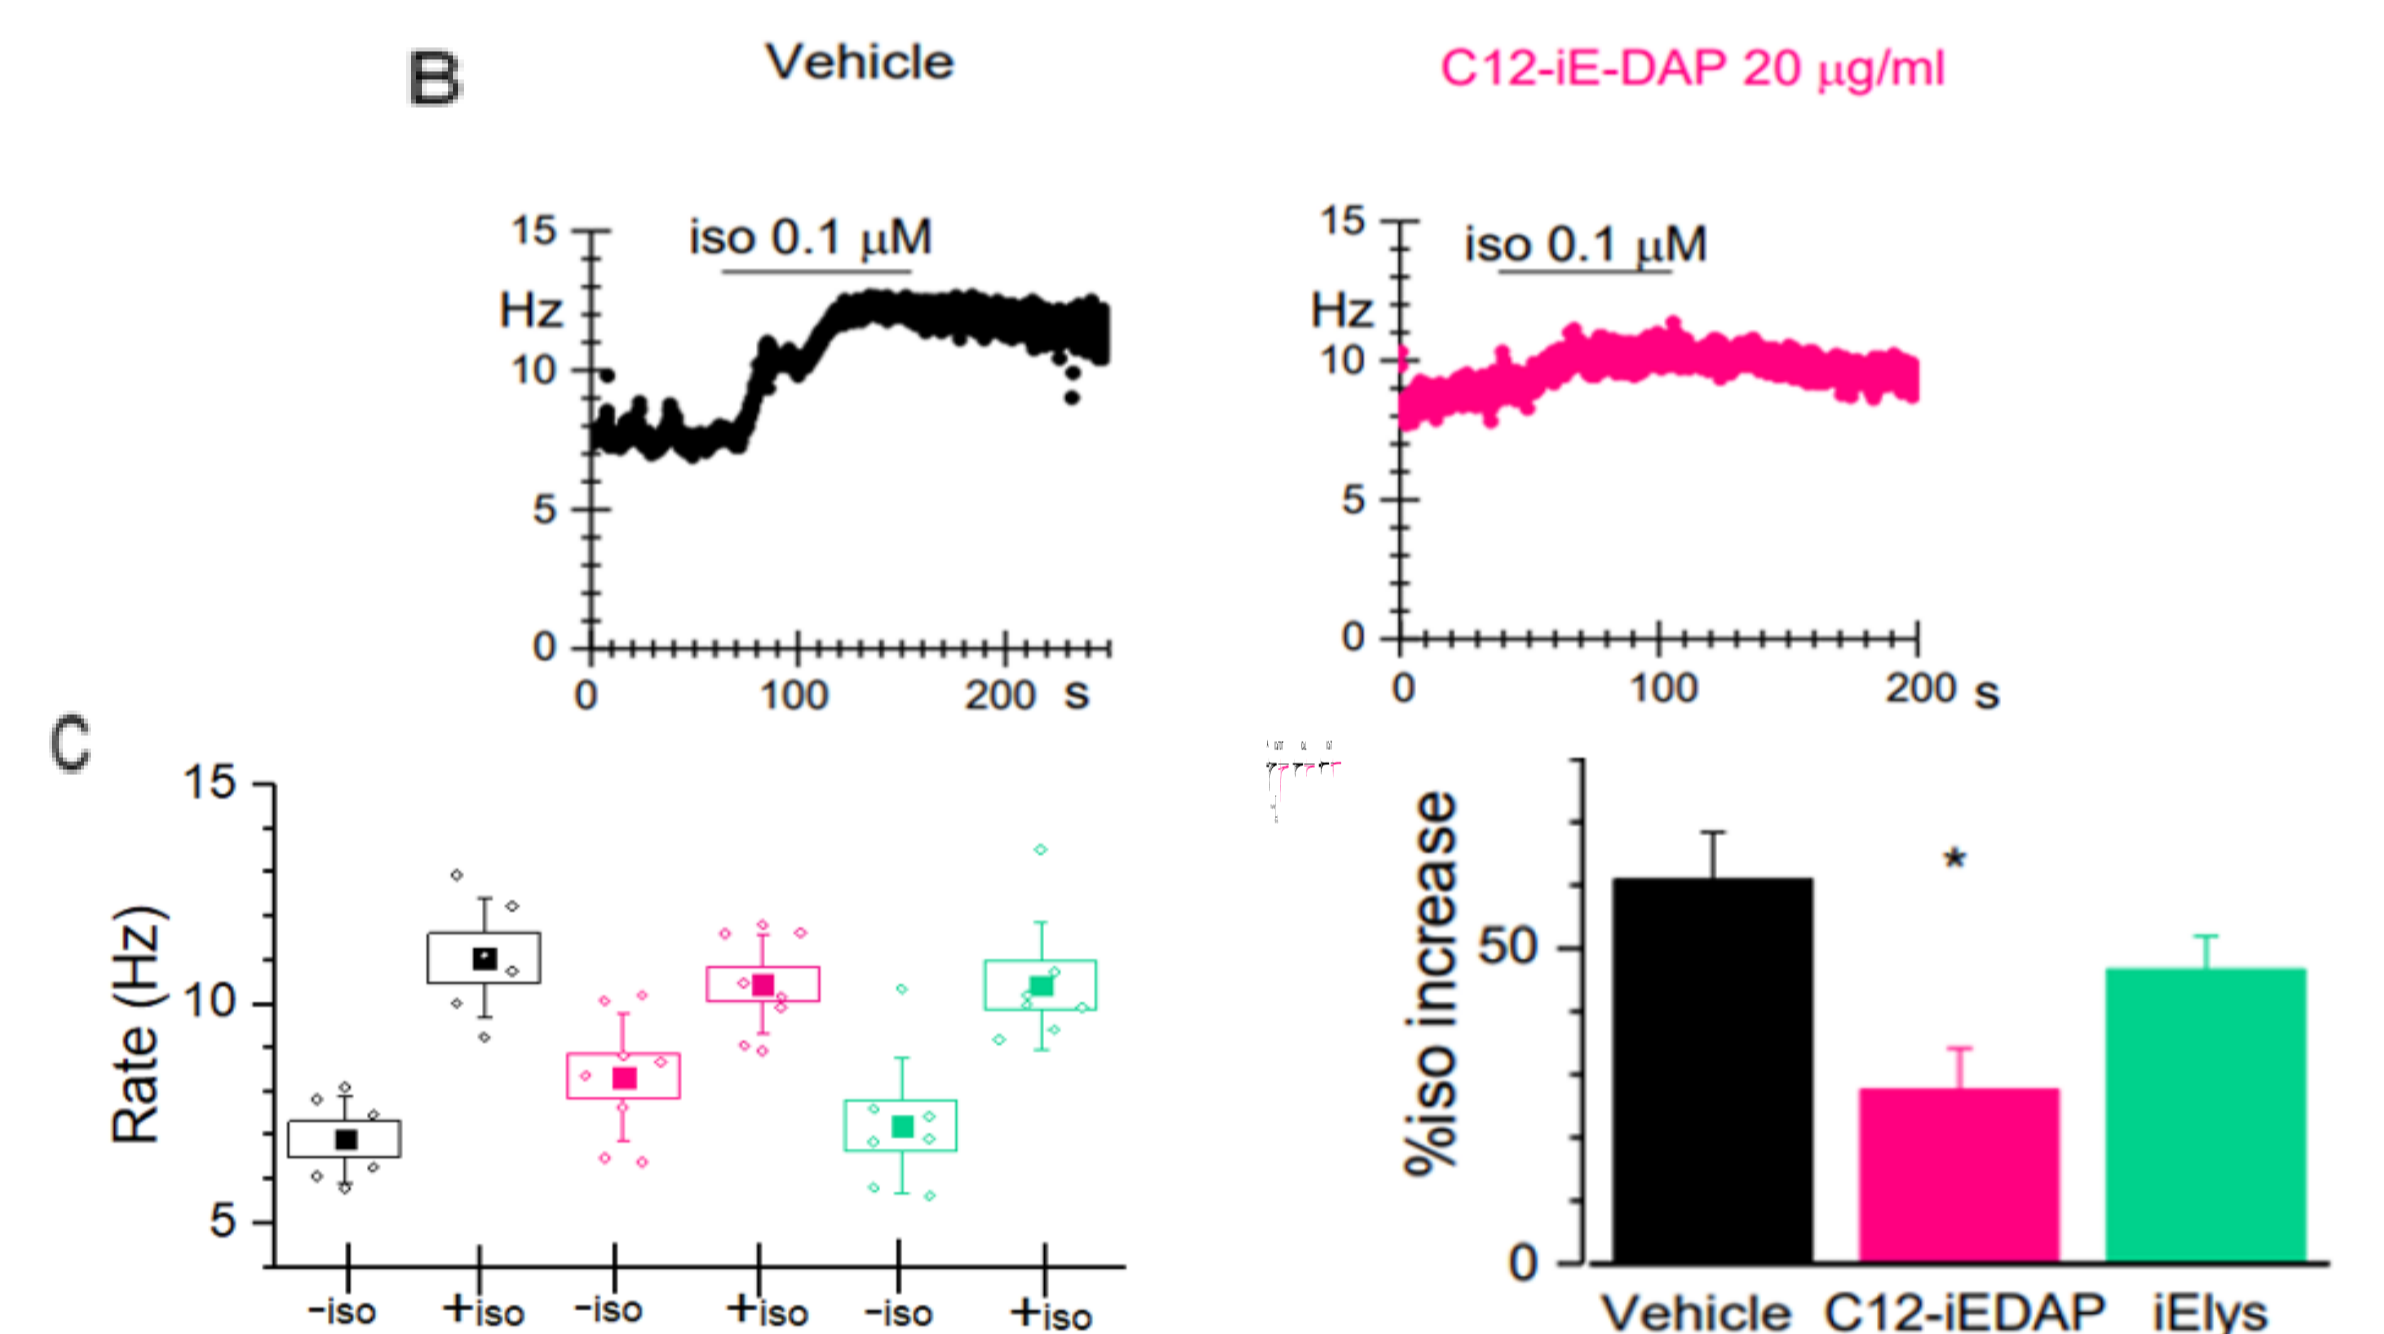 B
Vehicle
C12-iE-DAP 20 μg/ml
15
iso 0.1 μM
Hz
10
5
0
0 100 200 s
15
iso 0.1 μM
Hz
10
5
0
0 100 200 s
C
15
10
5
Rate (Hz)
-iso +iso -iso +iso -iso +iso
%iso increase
50
0
*
Vehicle C12-iEDAP iElys